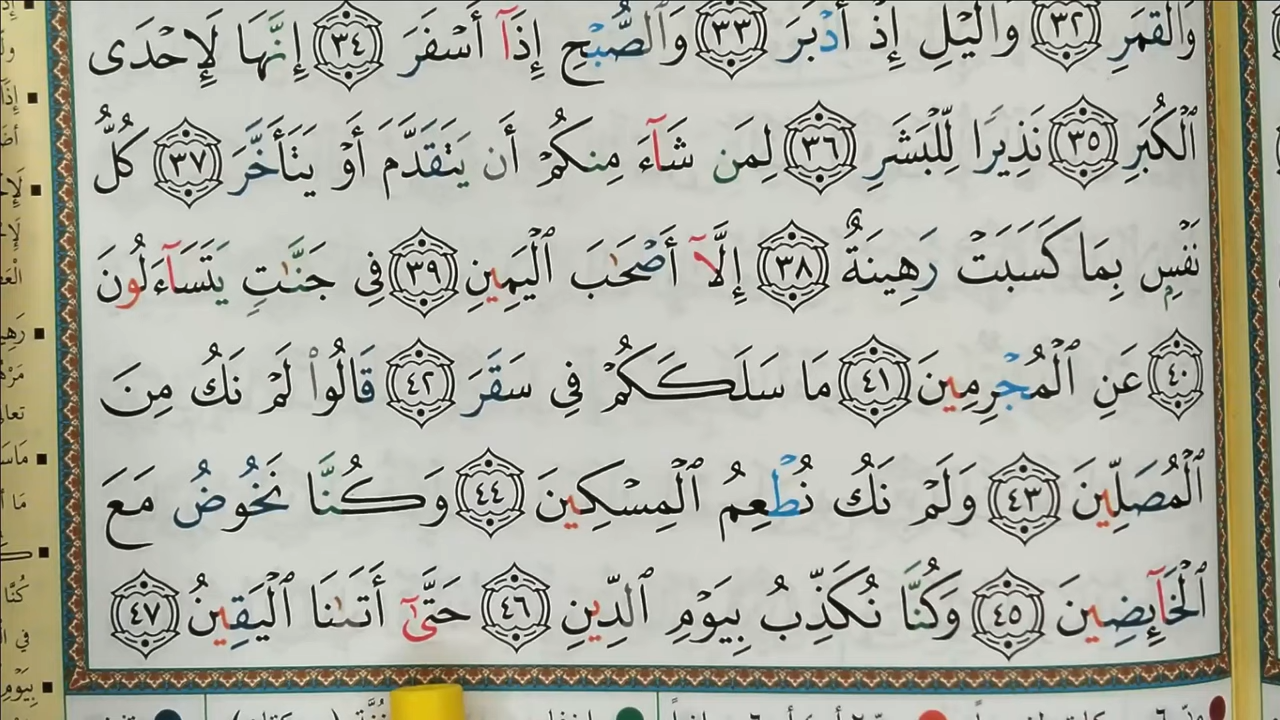 وَٱلْقَمَرِ ٣٢ وَٱلَّيْلِ إِذْ أَدْبَرَ ٣٣ وَٱلصُّبْحِ إِذَآ أَسْفَرَ ٣٤ إِنَّهَا لَإِحْدَى
ٱلْكُبَرِ ٣٥ نَذِيرًا لِّلْبَشَرِ ٣٦ لِمَن شَآءَ مِنكُمْ أَن يَتَقَدَّمَ أَوْ يَتَأَخَّرَ ٣٧ كُلُّ
نَفْسٍۭ بِمَا كَسَبَتْ رَهِينَةٌ ٣٨ إِلَّآ أَصْحَٰبَ ٱلْيَمِينِ ٣٩ فِى جَنَّٰتٍ يَتَسَآءَلُونَ
٤٠ عَنِ ٱلْمُجْرِمِينَ ٤١ مَا سَلَكَكُمْ فِى سَقَرَ ٤٢ قَالُوا۟ لَمْ نَكُ مِنَ
ٱلْمُصَلِّينَ ٤٣ وَلَمْ نَكُ نُطْعِمُ ٱلْمِسْكِينَ ٤٤ وَكُنَّا نَخُوضُ مَعَ
ٱلْخَآئِضِينَ ٤٥ وَكُنَّا نُكَذِّبُ بِيَوْمِ ٱلدِّينِ ٤٦ حَتَّىٰٓ أَتَىٰنَا ٱلْيَقِينُ ٤٧